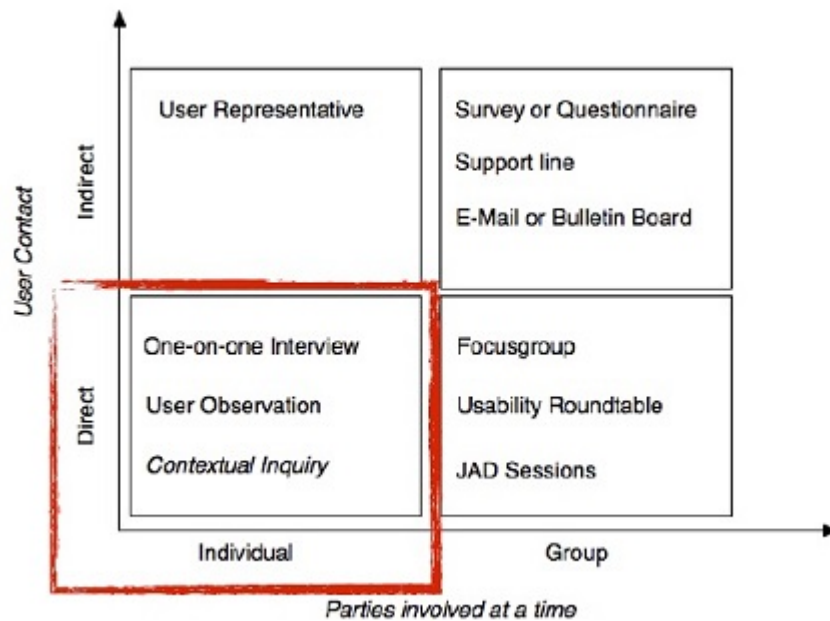 User Contact
Indirect
User Representative
Survey or Questionnaire
Support line
E-Mail or Bulletin Board
Direct
One-on-one Interview
User Observation
Contextual Inquiry
Focusgroup
Usability Roundtable
JAD Sessions
Individual
Group
Parties involved at a time